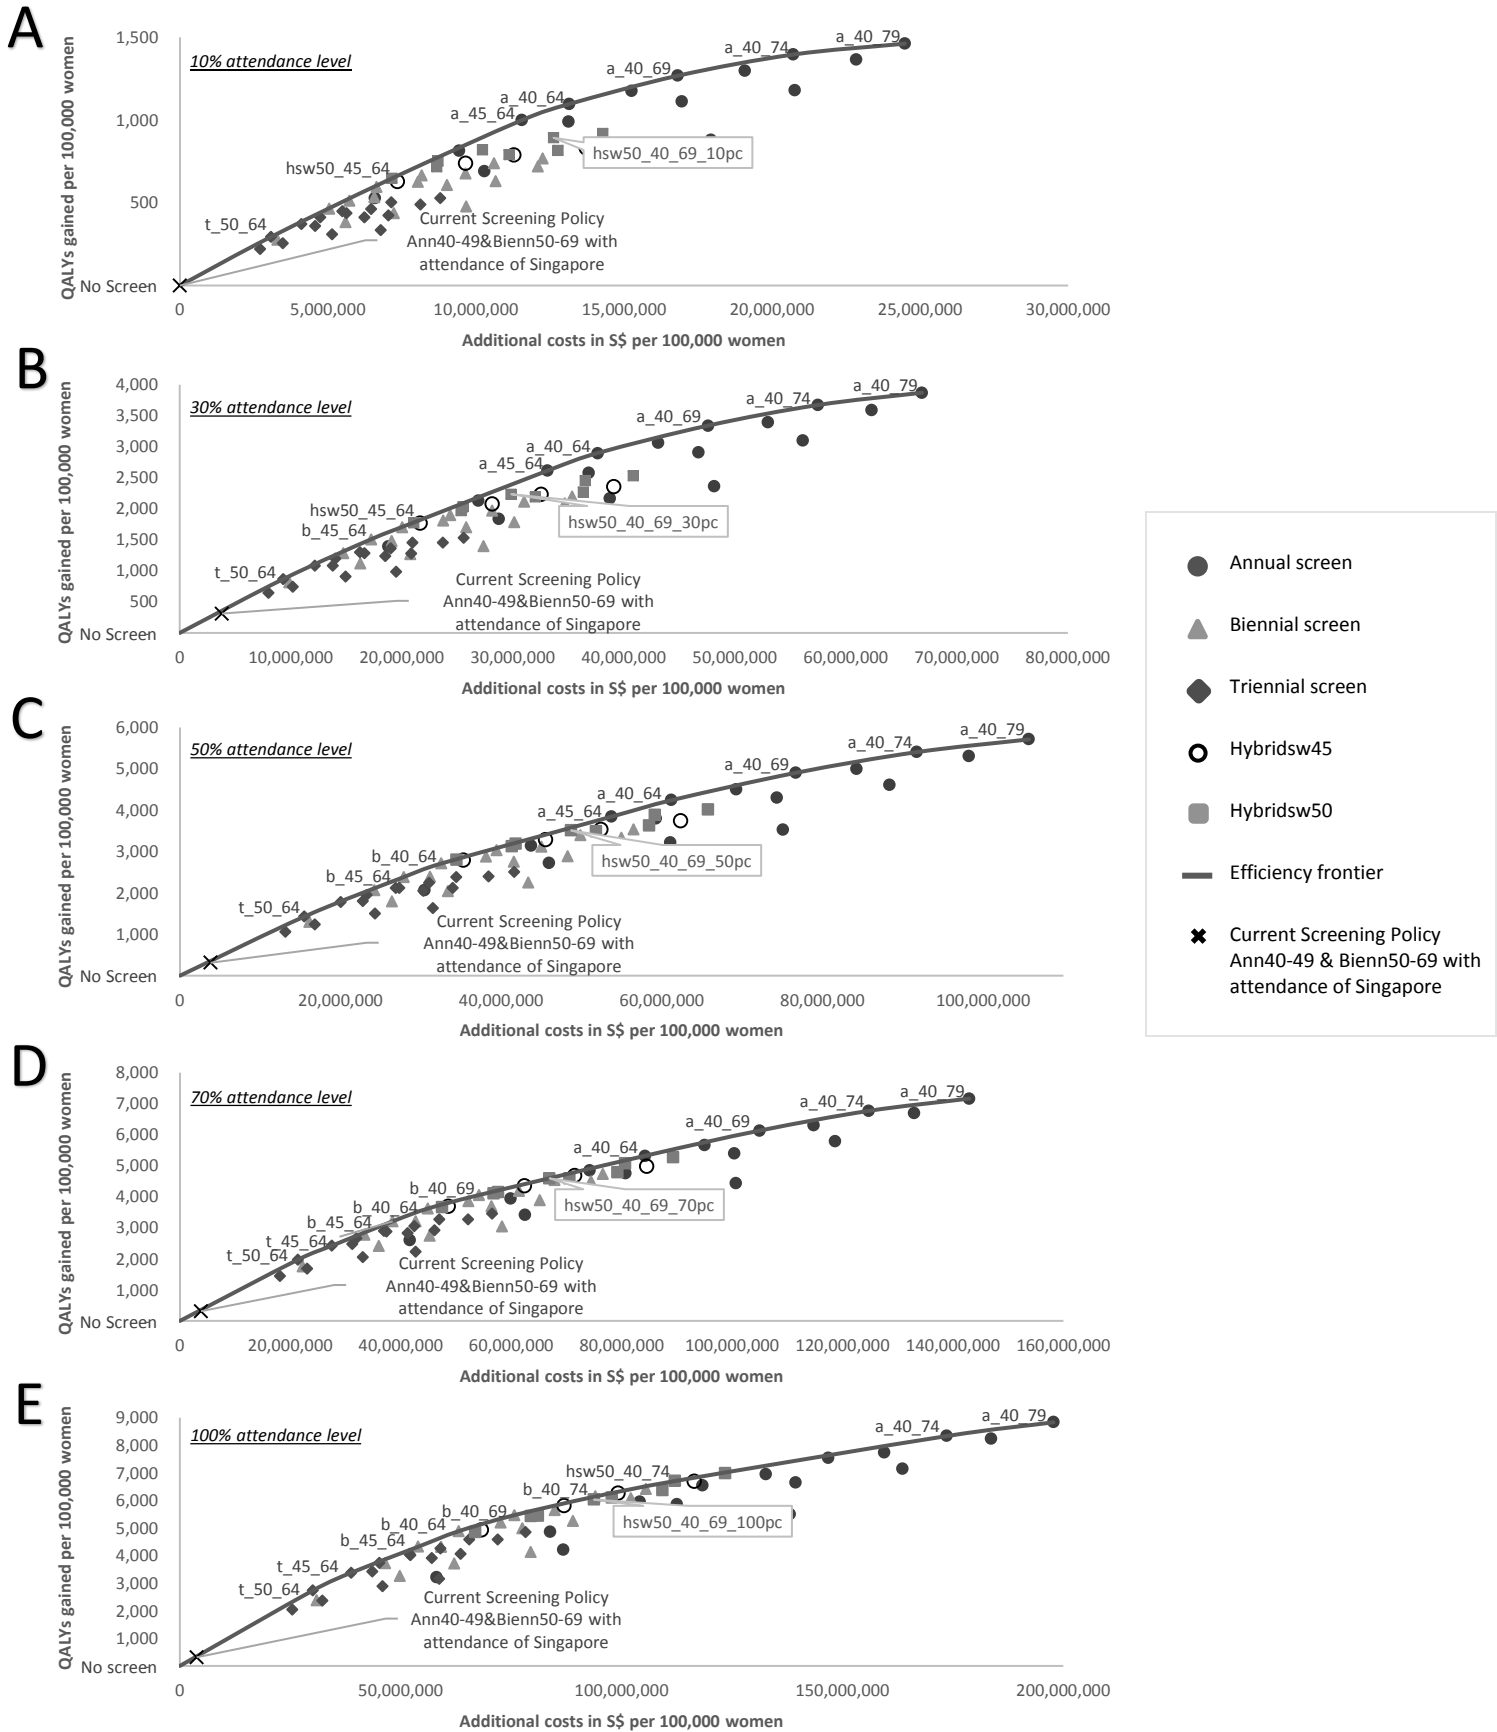 A
QALYs gained per 100,000 women
1,500
1,000
500
No Screen
10% attendance level
a_40_79
a_40_74
a_40_69
a_40_64
a_45_64
hsw50_40_69_10pc
hsw50_45_64
t_50_64
Current Screening Policy
Ann40-49&Bienn50-69 with
attendance of Singapore
0
5,000,000
10,000,000
15,000,000
20,000,000
25,000,000
30,000,000
Additional costs in S$ per 100,000 women
B
QALYs gained per 100,000 women
4,000
3,500
3,000
2,500
2,000
1,500
1,000
500
No Screen
30% attendance level
a_40_79
a_40_74
a_40_69
a_40_64
a_45_64
hsw50_45_64
hsw50_40_69_30pc
b_45_64
t_50_64
Current Screening Policy
Ann40-49&Bienn50-69 with
attendance of Singapore
0
10,000,000
20,000,000
30,000,000
40,000,000
50,000,000
60,000,000
70,000,000
80,000,000
Additional costs in S$ per 100,000 women
Annual screen
Biennial screen
Triennial screen
Hybridsw45
Hybridsw50
Efficiency frontier
Current Screening Policy
Ann40-49 & Bienn50-69 with
attendance of Singapore
C
QALYs gained per 100,000 women
6,000
5,000
4,000
3,000
2,000
1,000
No Screen
50% attendance level
a_40_79
a_40_74
a_40_69
a_40_64
a_45_64
b_40_64
hsw50_40_69_50pc
b_45_64
t_50_64
Current Screening Policy
Ann40-49&Bienn50-69 with
attendance of Singapore
0
20,000,000
40,000,000
60,000,000
80,000,000
100,000,000
Additional costs in S$ per 100,000 women
D
QALYs gained per 100,000 women
8,000
7,000
6,000
5,000
4,000
3,000
2,000
1,000
No Screen
70% attendance level
a_40_79
a_40_74
a_40_69
a_40_64
b_40_69
hsw50_40_69_70pc
b_40_64
b_45_64
t_45_64
t_50_64
Current Screening Policy
Ann40-49&Bienn50-69 with
attendance of Singapore
0
20,000,000
40,000,000
60,000,000
80,000,000
100,000,000
120,000,000
140,000,000
160,000,000
Additional costs in S$ per 100,000 women
E
QALYs gained per 100,000 women
9,000
8,000
7,000
6,000
5,000
4,000
3,000
2,000
1,000
No screen
100% attendance level
a_40_79
a_40_74
hsw50_40_74
b_40_74
b_40_69
hsw50_40_69_100pc
b_40_64
b_45_64
t_45_64
t_50_64
Current Screening Policy
Ann40-49&Bienn50-69 with
attendance of Singapore
0
50,000,000
100,000,000
150,000,000
200,000,000
Additional costs in S$ per 100,000 women